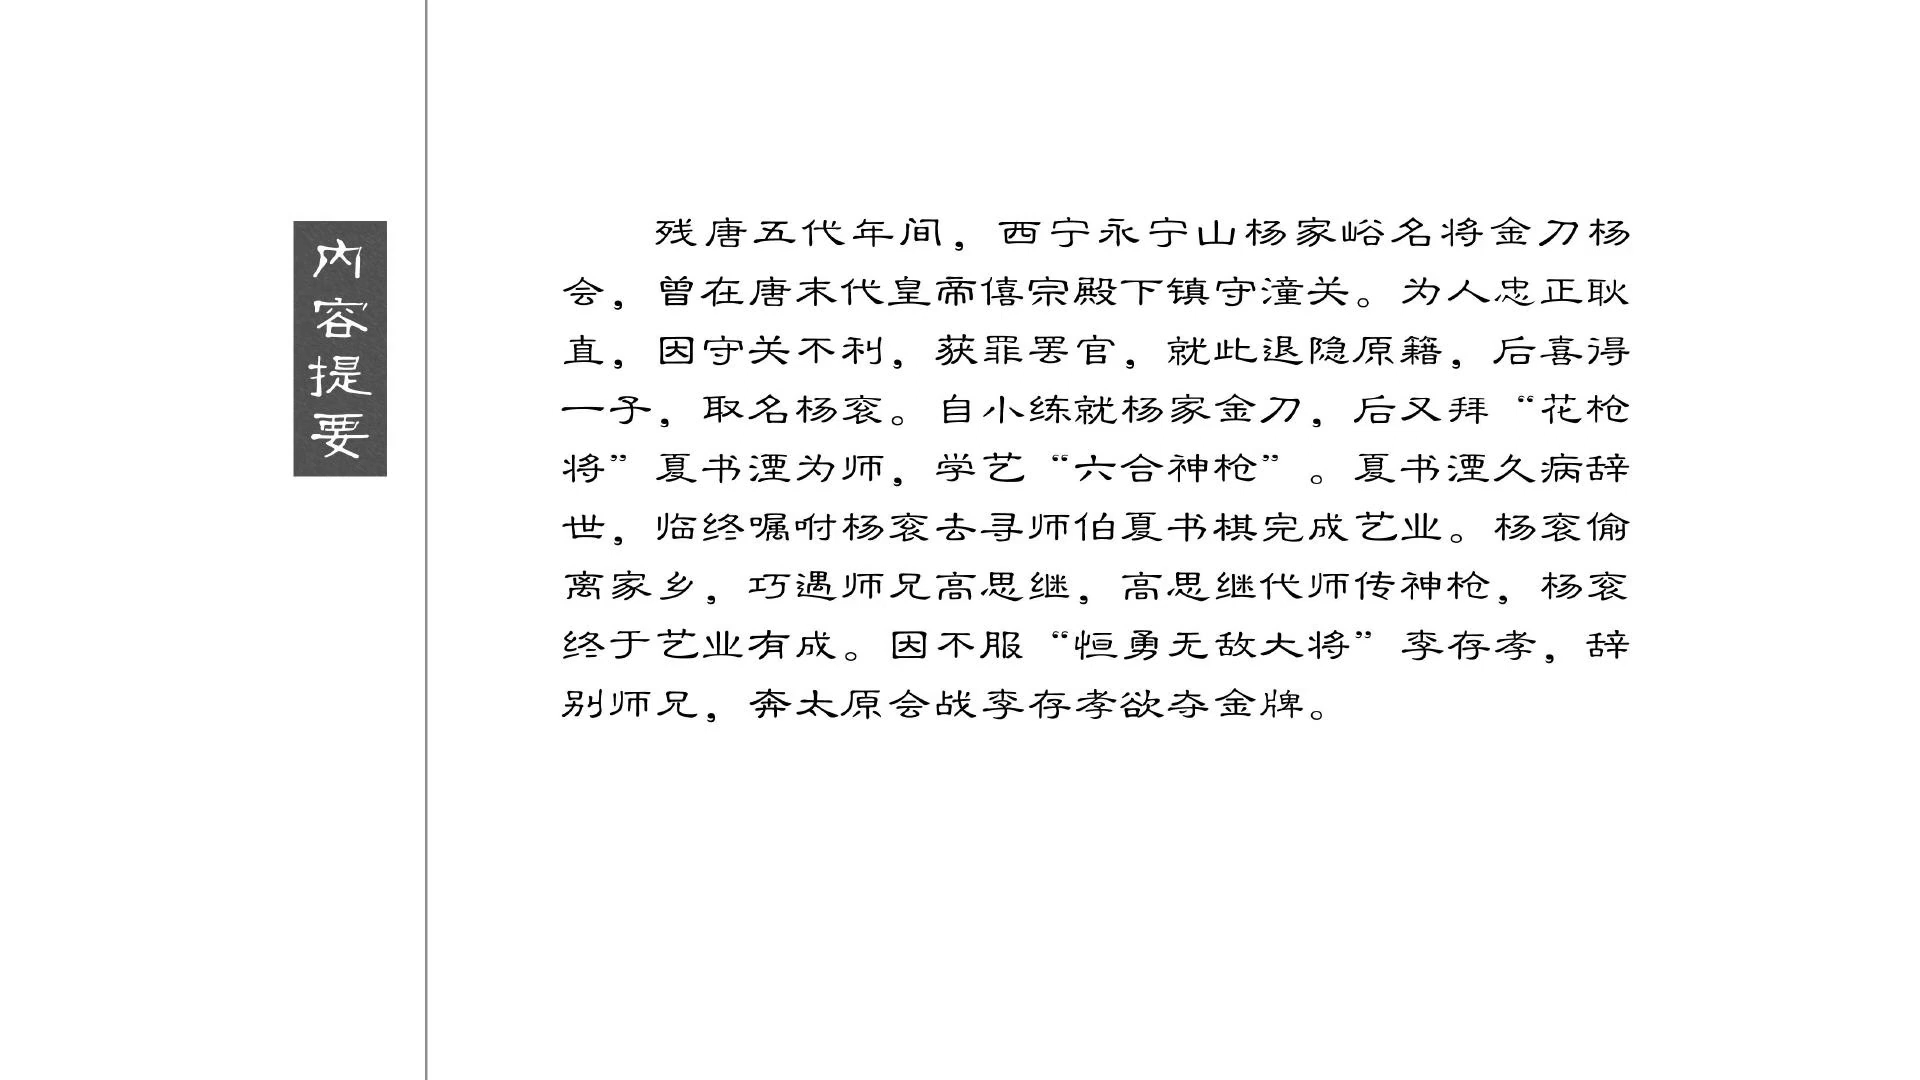 内容提要
残唐五代年间，西宁永宁山杨家峪名将金刀杨
会，曾在唐末代皇帝僖宗殿下镇守潼关。为人忠正耿
直，因守关不利，获罪罢官，就此退隐原籍，后喜得
一子，取名杨衮。自小练就杨家金刀，后又拜“花枪
将”夏书湮为师，学艺“六合神枪”。夏书湮久病辞
世，临终嘱咐杨衮去寻师伯夏书棋完成艺业。杨衮偷
离家乡，巧遇师兄高思继，高思继代师传神枪，杨衮
终于艺业有成。因不服“恒勇无敌大将”李存孝，辞
别师兄，奔太原会战李存孝欲夺金牌。